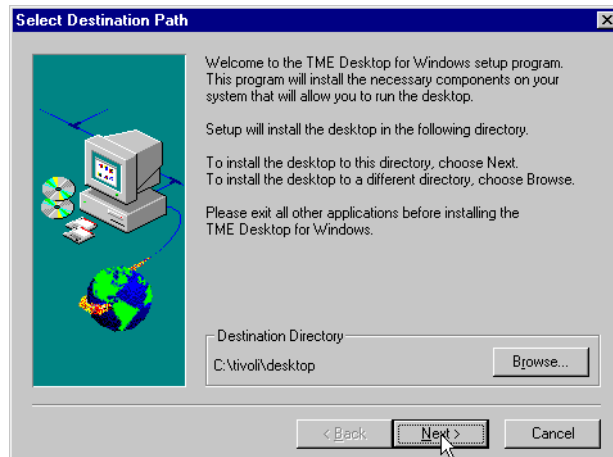 Select Destination Path
Welcome to the TME Desktop for Windows setup program.
This program will install the necessary components on your
system that will allow you to run the desktop.
Setup will install the desktop in the following directory.
To install the desktop to this directory, choose Next.
To install the desktop to a different directory, choose Browse.
Please exit all other applications before installing the
TME Desktop for Windows.
Destination Directory
C:\tivoli\desktop
Browse...
< Back
Next >
Cancel